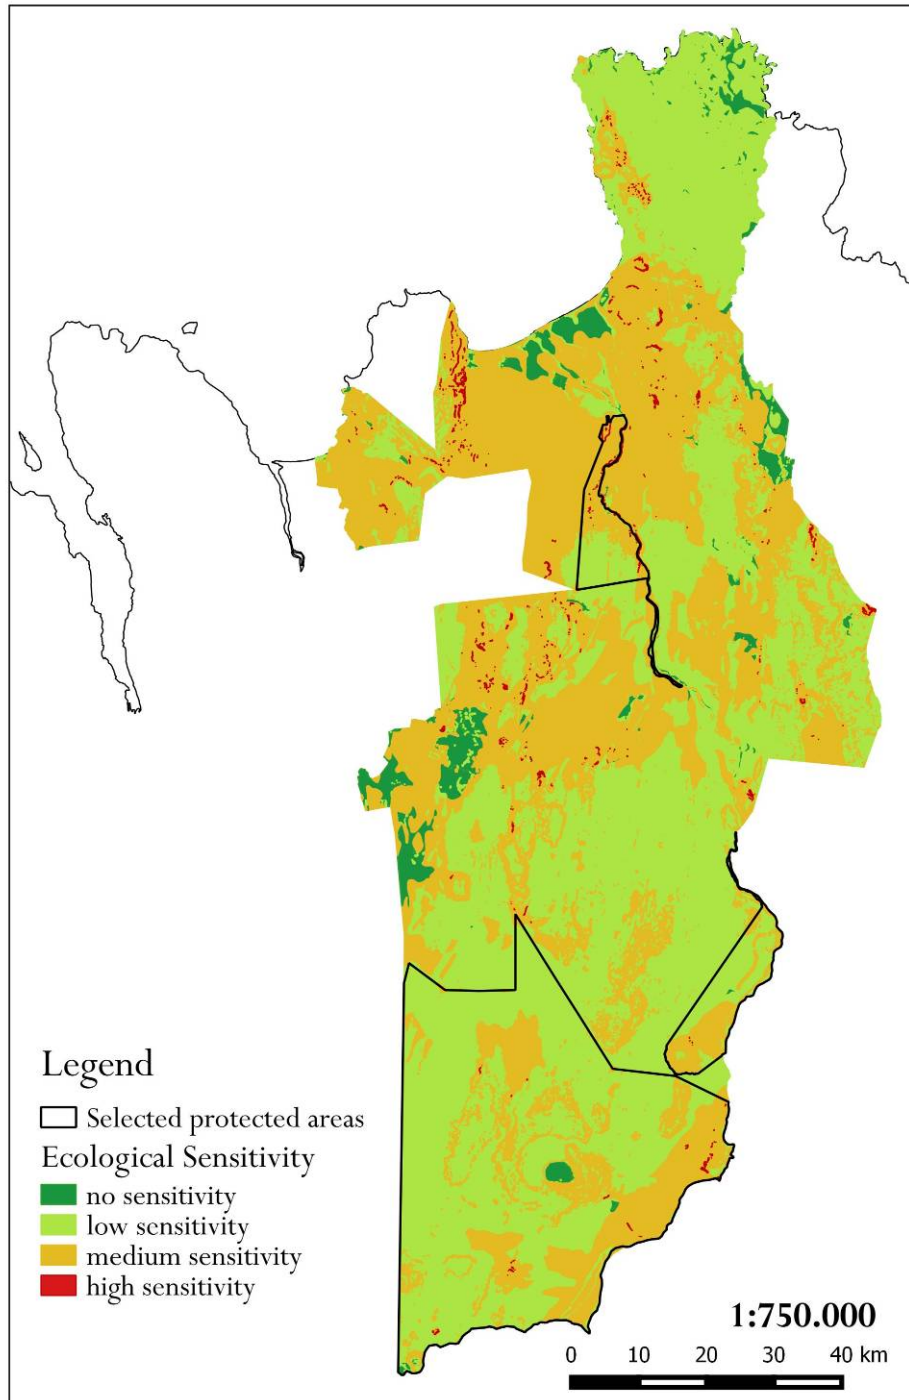 Legend
Selected protected areas
Ecological Sensitivity
no sensitivity
low sensitivity
medium sensitivity
high sensitivity
1:750.000
0 10 20 30 40 km